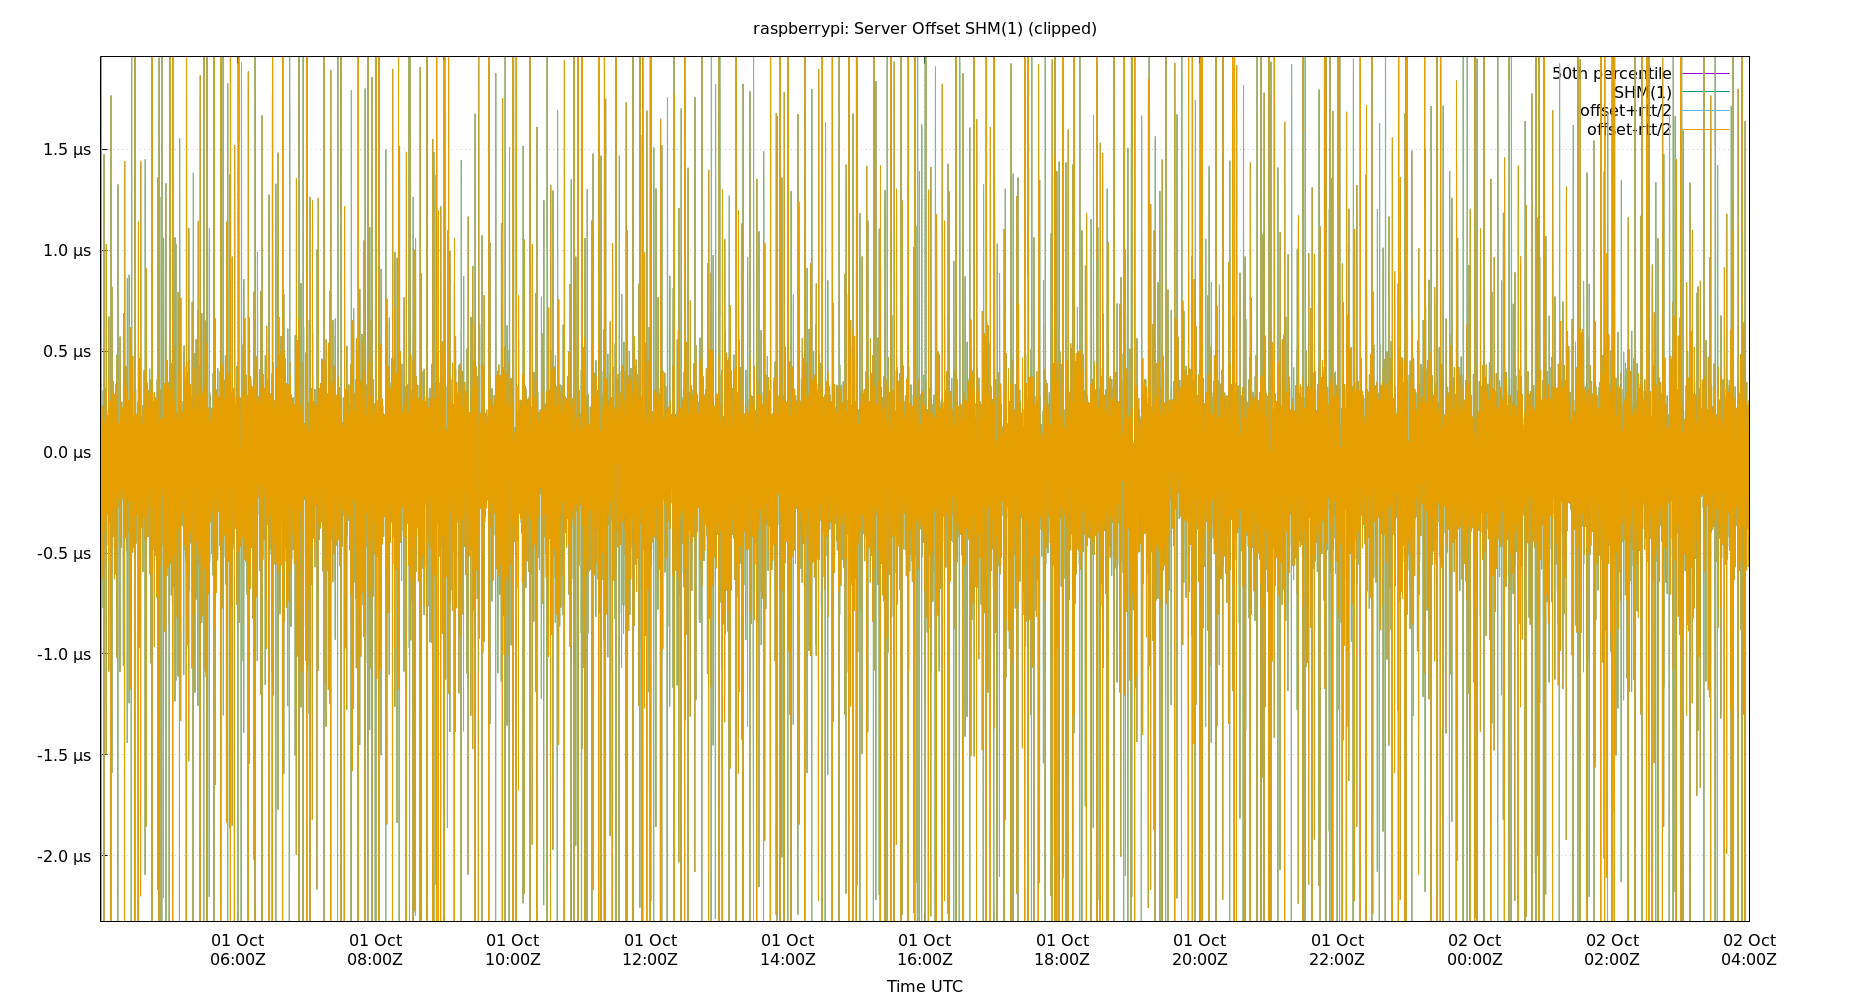 raspberrypi: Server Offset SHM(1) (clipped)
50th percentile
SHM(1)
offset+rtt/2
offset-rtt/2
1.5 µs
1.0 µs
0.5 µs
0.0 µs
-0.5 µs
-1.0 µs
-1.5 µs
-2.0 µs
01 Oct 01 Oct 01 Oct 01 Oct 01 Oct 01 Oct 01 Oct 01 Oct 01 Oct 02 Oct 02 Oct 02 Oct
06:00Z 08:00Z 10:00Z 12:00Z 14:00Z 16:00Z 18:00Z 20:00Z 22:00Z 00:00Z 02:00Z 04:00Z
Time UTC